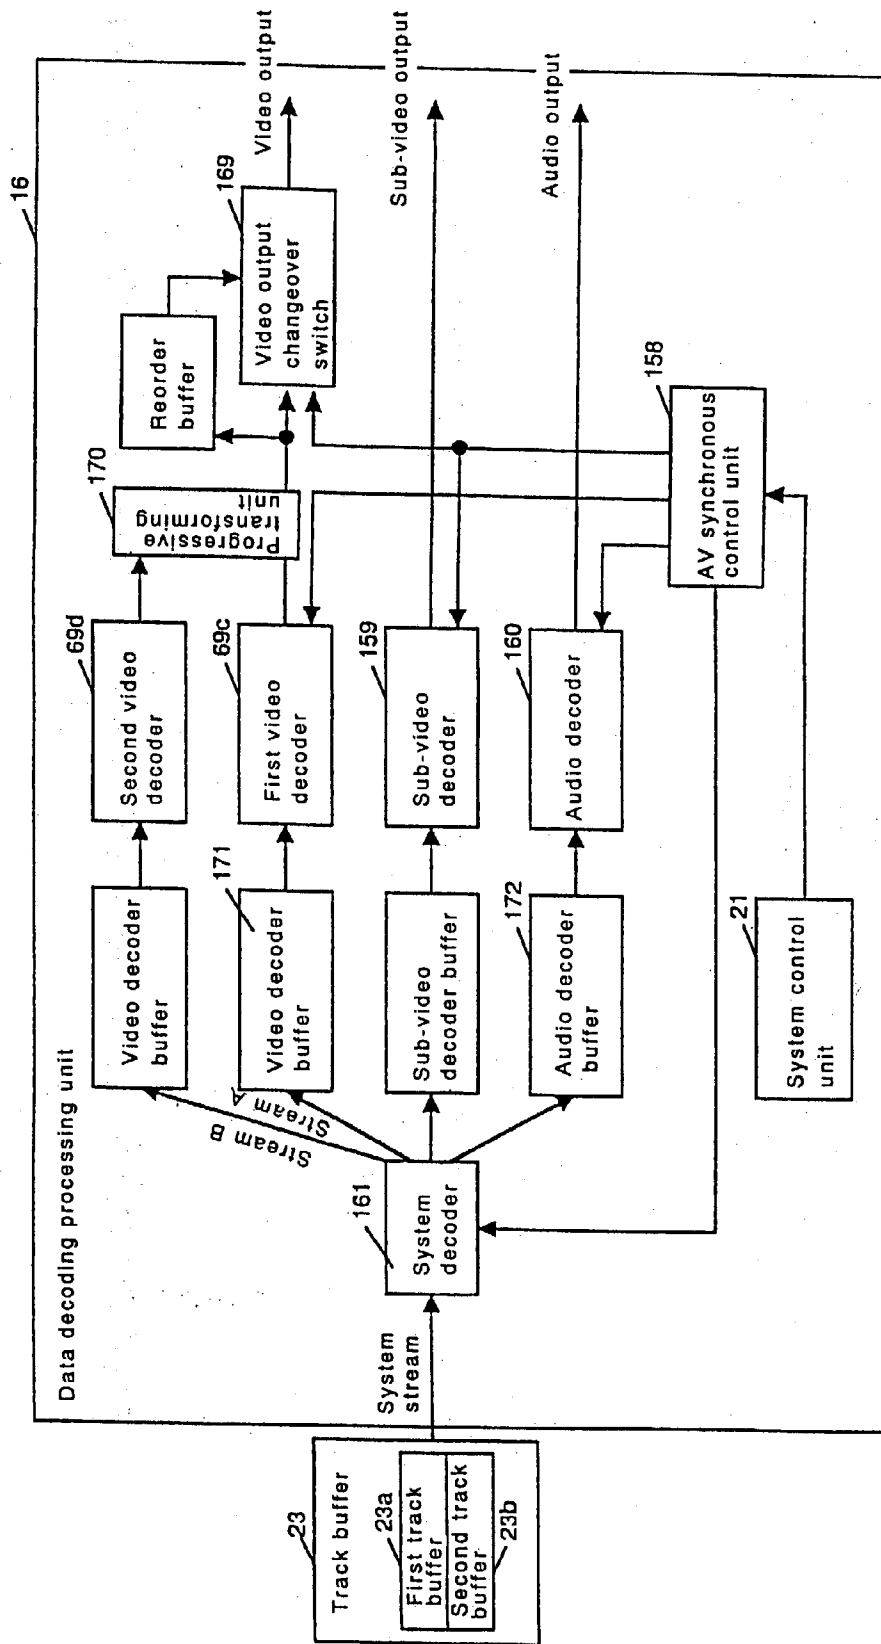 16
Data decoding processing unit
23
Track buffer
23a
First track
buffer
Second track
buffer
23b
System
stream
161
System
decoder
Stream B
Stream A
Video decoder
buffer
171
Video decoder
buffer
Sub-video
decoder buffer
172
Audio decoder
buffer
21
System control
unit
69d
Second video
decoder
69c
First video
decoder
159
Sub-video
decoder
160
Audio decoder
170
Progressive
transforming
unit
Reorder
buffer
169
Video output
changeover
switch
158
AV synchronous
control unit
Video output
Sub-video output
Audio output